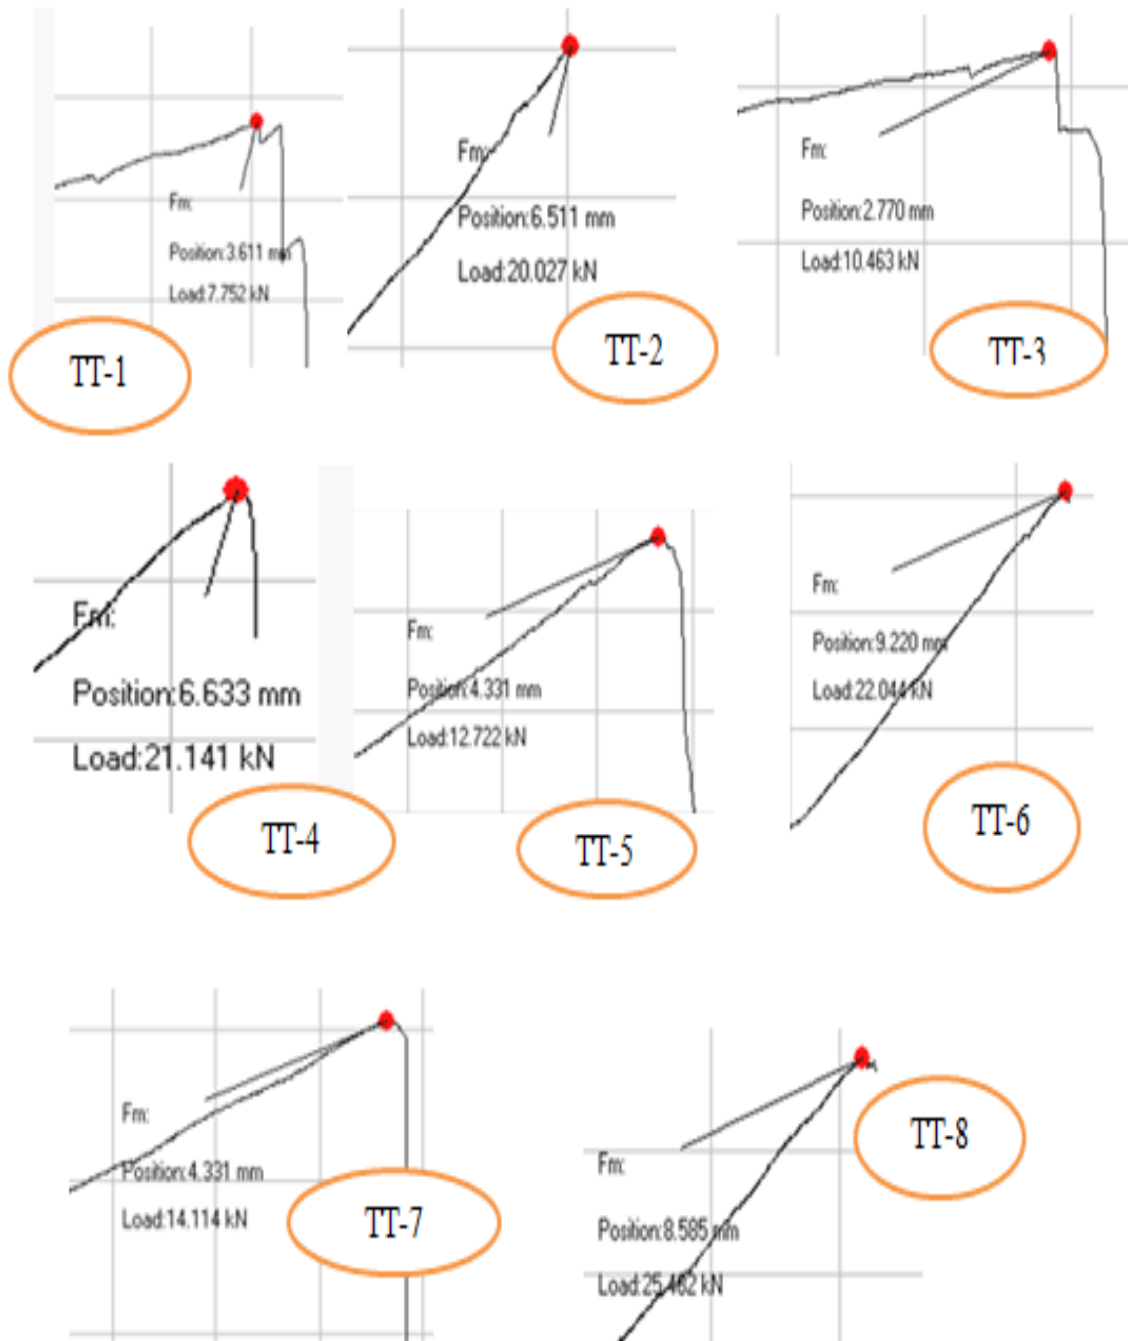 Fm:
Position:3.611 mm
Load:7.752 kN
TT-1
Fm:
Position:6.511 mm
Load:20.027 kN
TT-2
Fm:
Position:2.770 mm
Load:10.463 kN
TT-3
Fm:
Position:6.633 mm
Load:21.141 kN
TT-4
Fm:
Position:4.331 mm
Load:12.722 kN
TT-5
Fm:
Position:9.220 mm
Load:22.044 kN
TT-6
Fm:
Position:4.331 mm
Load:14.114 kN
TT-7
Fm:
Position:8.585 mm
Load:25.482 kN
TT-8